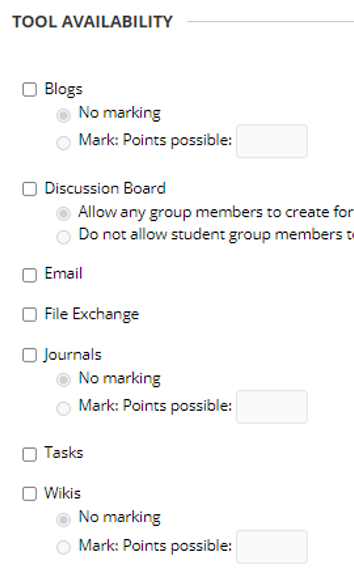 TOOL AVAILABILITY
Blogs
No marking
Mark: Points possible:
Discussion Board
Allow any group members to create
Do not allow student group members
Email
File Exchange
Journals
No marking
Mark: Points possible:
Tasks
Wikis
No marking
Mark: Points possible: